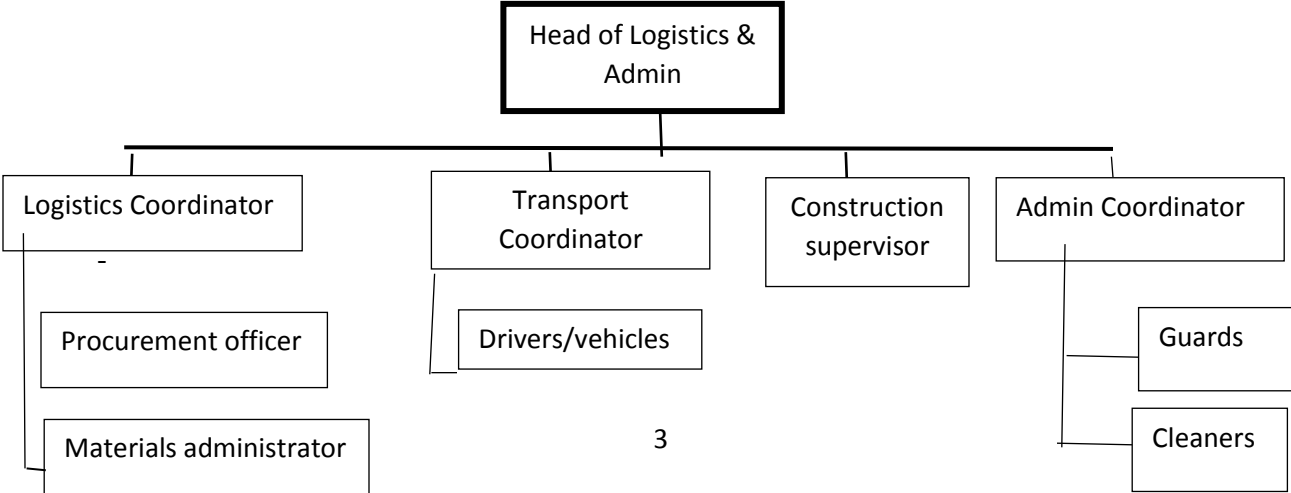 Head of Logistics &
Admin
Logistics Coordinator
-
Transport
Coordinator
Construction
supervisor
Admin Coordinator
Procurement officer
Drivers/vehicles
Guards
Materials administrator
3
Cleaners